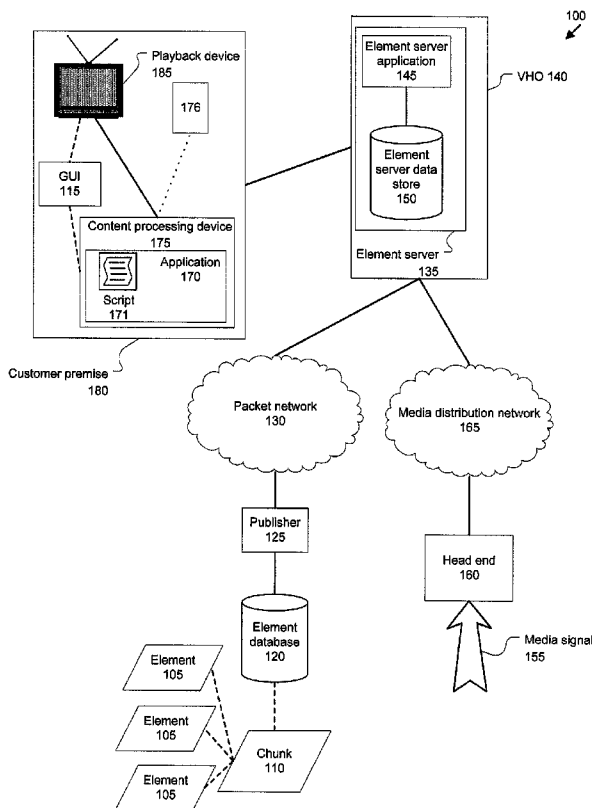 100
Playback device
185
176
GUI
115
Content processing device
175
Application
170
Script
171
Customer premise
180
Element server
application
145
Element
server data
store
150
VHO 140
Element server
135
Packet network
130
Media distribution network
165
Publisher
125
Head end
160
Element
database
120
Media signal
155
Element
105
Element
105
Element
105
Chunk
110